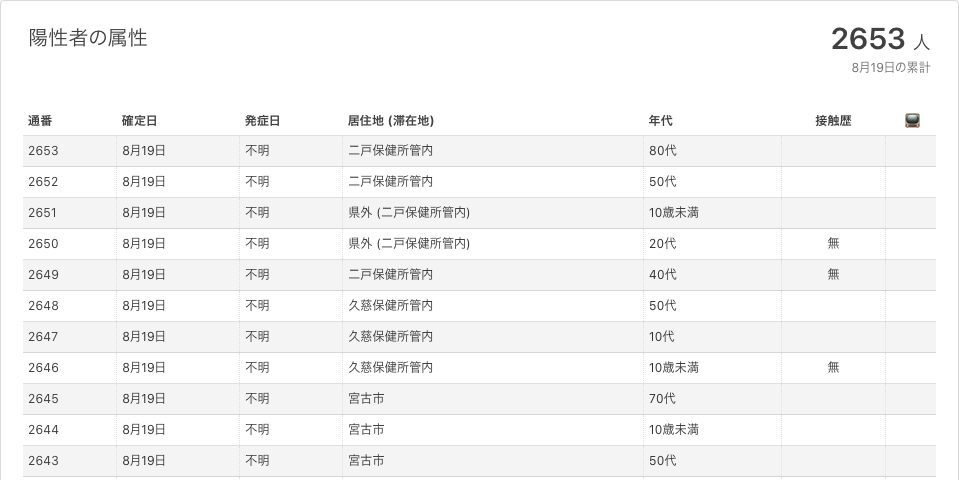 陽性者の属性
2653 人
8月19日の累計
通番 確定日 発症日 居住地 (滞在地) 年代 接触歴
2653 8月19日 不明 二戸保健所管内 80代
2652 8月19日 不明 二戸保健所管内 50代
2651 8月19日 不明 県外 (二戸保健所管内) 10歳未満
2650 8月19日 不明 県外 (二戸保健所管内) 20代 無
2649 8月19日 不明 二戸保健所管内 40代 無
2648 8月19日 不明 久慈保健所管内 50代
2647 8月19日 不明 久慈保健所管内 10代
2646 8月19日 不明 久慈保健所管内 10歳未満 無
2645 8月19日 不明 宮古市 70代
2644 8月19日 不明 宮古市 10歳未満
2643 8月19日 不明 宮古市 50代